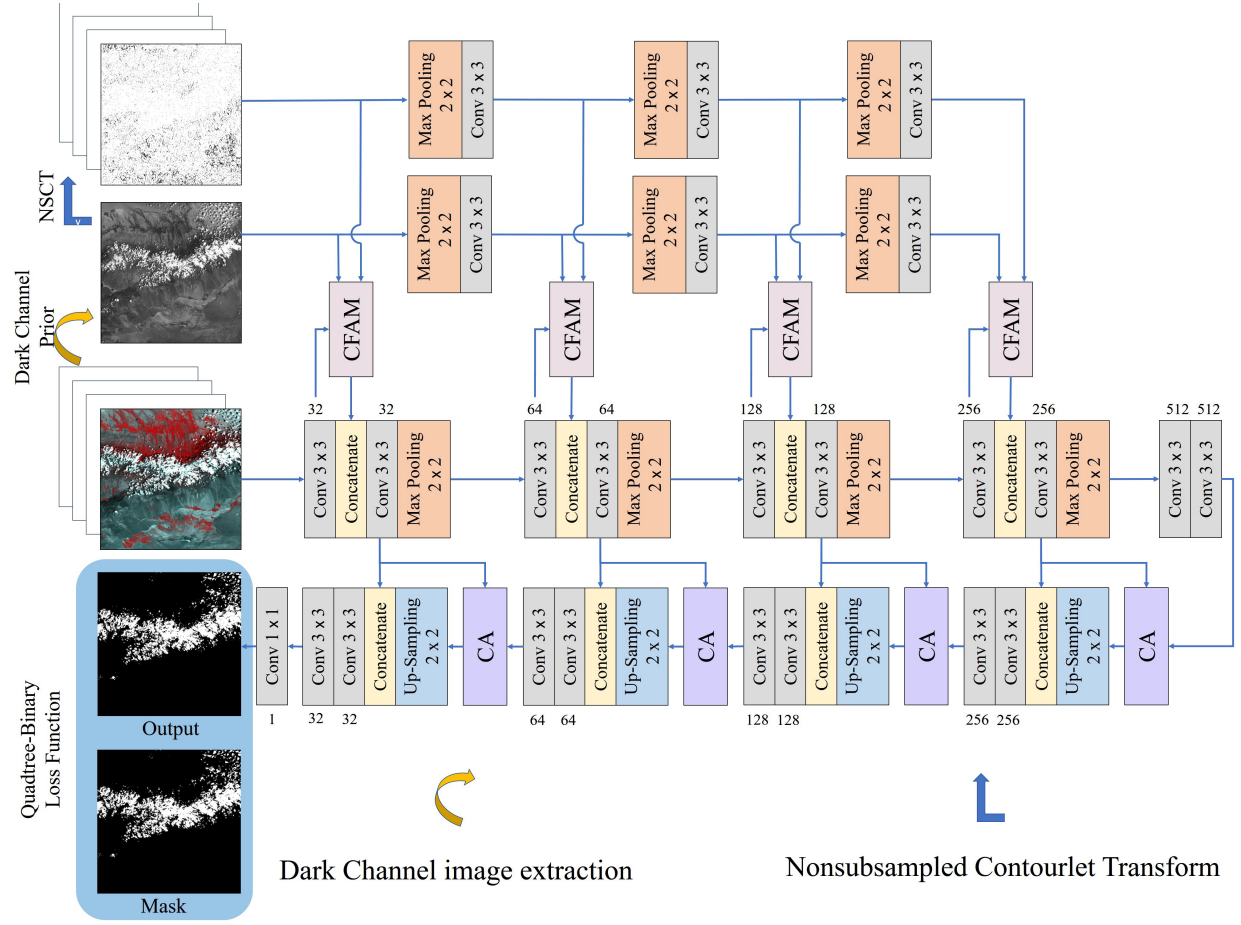 Max Pooling
2 x 2
Conv 3 x 3
Max Pooling
2 x 2
Conv 3 x 3
Max Pooling
2 x 2
Conv 3 x 3
NSCT
Max Pooling
2 x 2
Conv 3 x 3
Max Pooling
2 x 2
Conv 3 x 3
Max Pooling
2 x 2
Conv 3 x 3
Dark Channel
Prior
CFAM
CFAM
CFAM
CFAM
32
32
64
64
128
128
256
256
512
512
Conv 3 x 3
Concatenate
Conv 3 x 3
Max Pooling
2 x 2
Conv 3 x 3
Concatenate
Conv 3 x 3
Max Pooling
2 x 2
Conv 3 x 3
Concatenate
Conv 3 x 3
Max Pooling
2 x 2
Conv 3 x 3
Concatenate
Conv 3 x 3
Max Pooling
2 x 2
Conv 3 x 3
Conv 3 x 3
Quadtree-Binary
Loss Function
Conv 1 x 1
Conv 3 x 3
Conv 3 x 3
Concatenate
Up-Sampling
2 x 2
CA
Conv 3 x 3
Conv 3 x 3
Concatenate
Up-Sampling
2 x 2
CA
Conv 3 x 3
Conv 3 x 3
Concatenate
Up-Sampling
2 x 2
CA
Conv 3 x 3
Conv 3 x 3
Concatenate
Up-Sampling
2 x 2
CA
1
32
32
64
64
128
128
256
256
Output
Mask
Dark Channel image extraction
Nonsubsampled Contourlet Transform